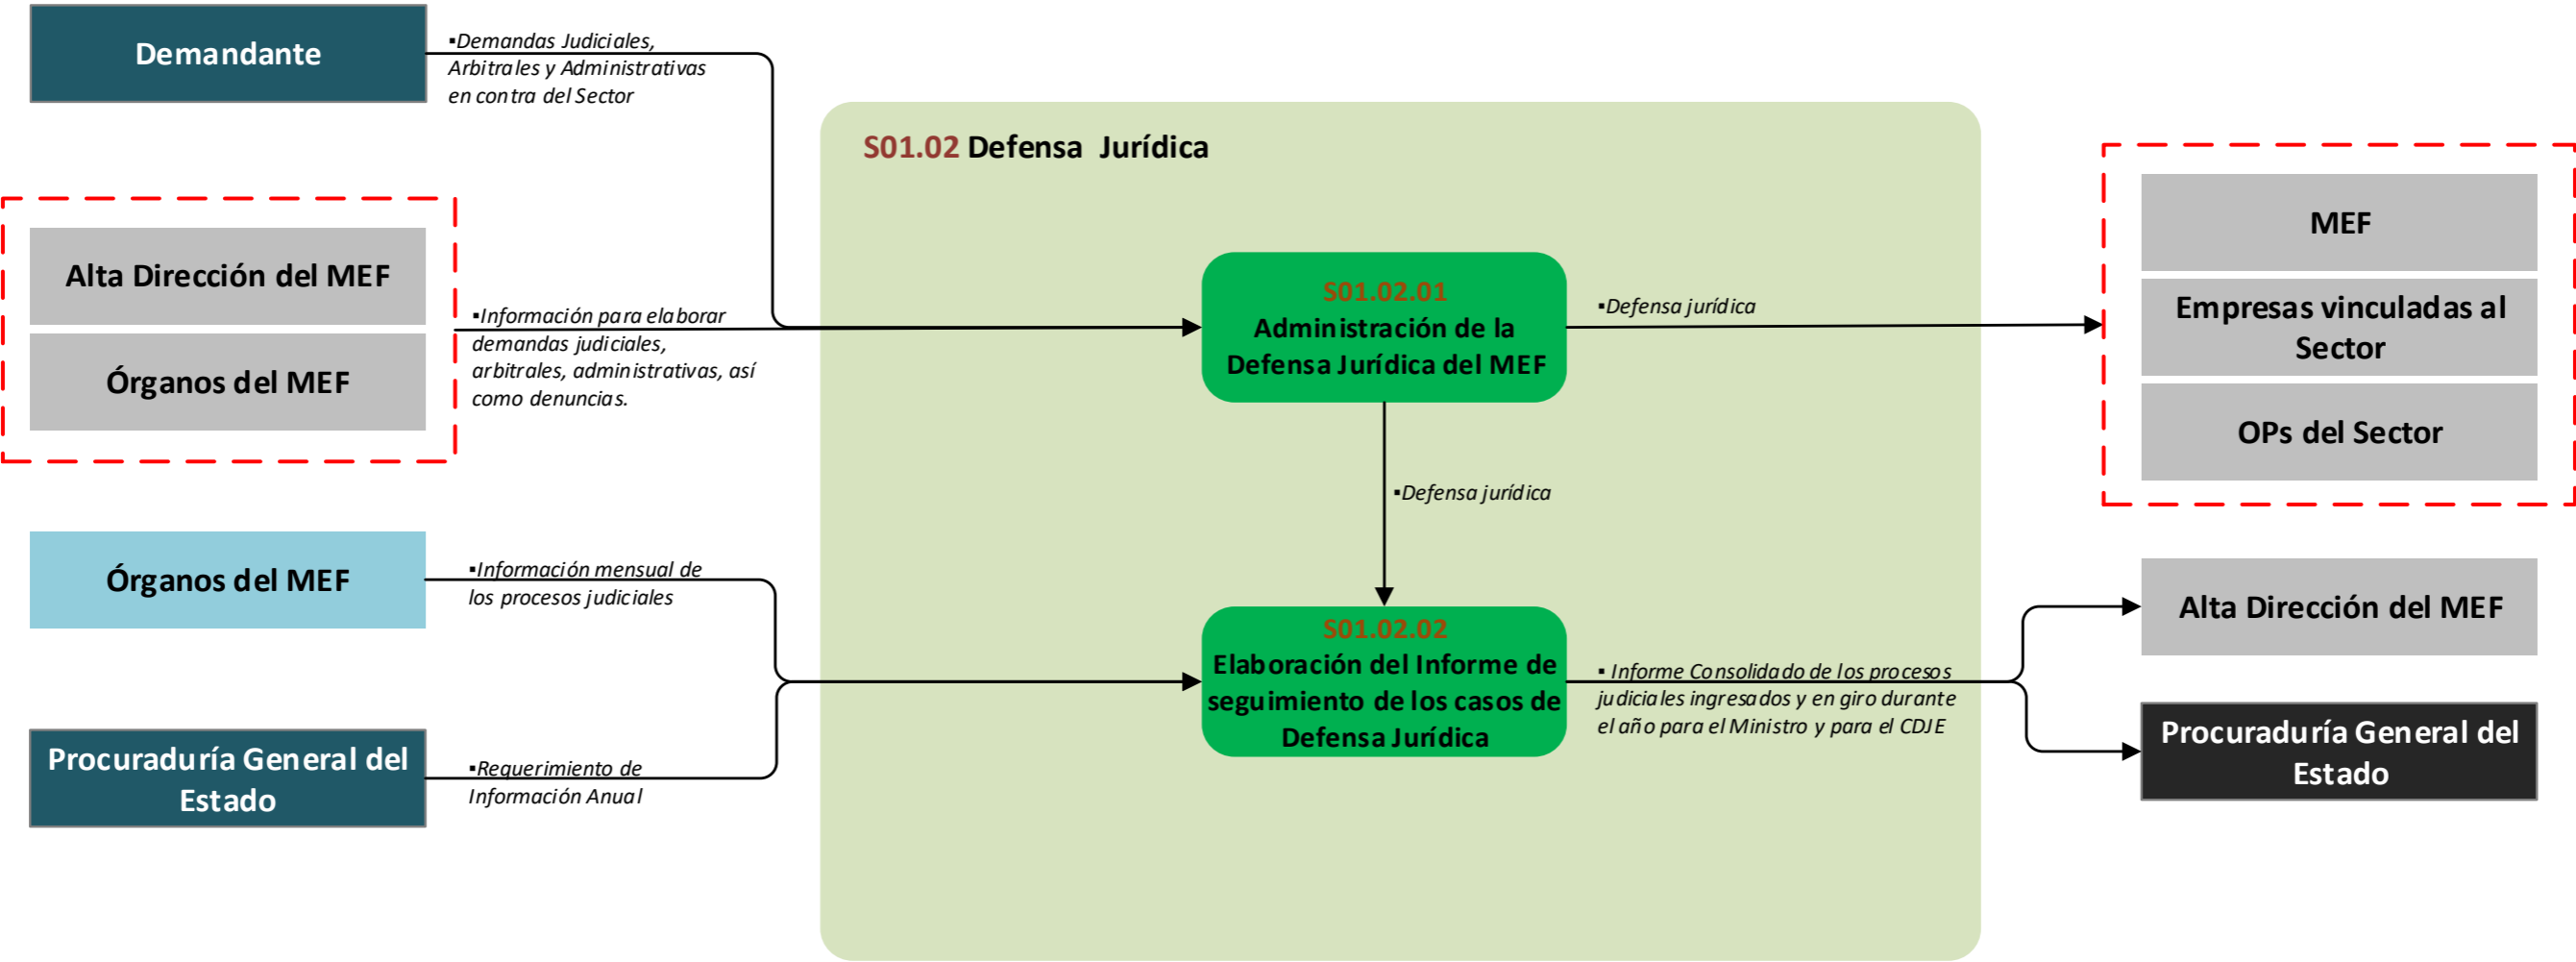 Demandante
▪Demandas Judiciales,
Arbitrales y Administrativas
en contra del Sector
S01.02 Defensa Jurídica
Alta Dirección del MEF
Órganos del MEF
▪Información para elaborar
demandas judiciales,
arbitrales, administrativas, así
como denuncias.
S01.02.01
Administración de la
Defensa Jurídica del MEF
▪Defensa jurídica
MEF
Empresas vinculadas al
Sector
OPs del Sector
▪Defensa jurídica
Órganos del MEF
▪Información mensual de
los procesos judiciales
Procuraduría General del
Estado
▪Requerimiento de
Información Anual
S01.02.02
Elaboración del Informe de
seguimiento de los casos de
Defensa Jurídica
▪ Informe Consolidado de los procesos
judiciales ingresados y en giro durante
el año para el Ministro y para el CDJE
Alta Dirección del MEF
Procuraduría General del
Estado